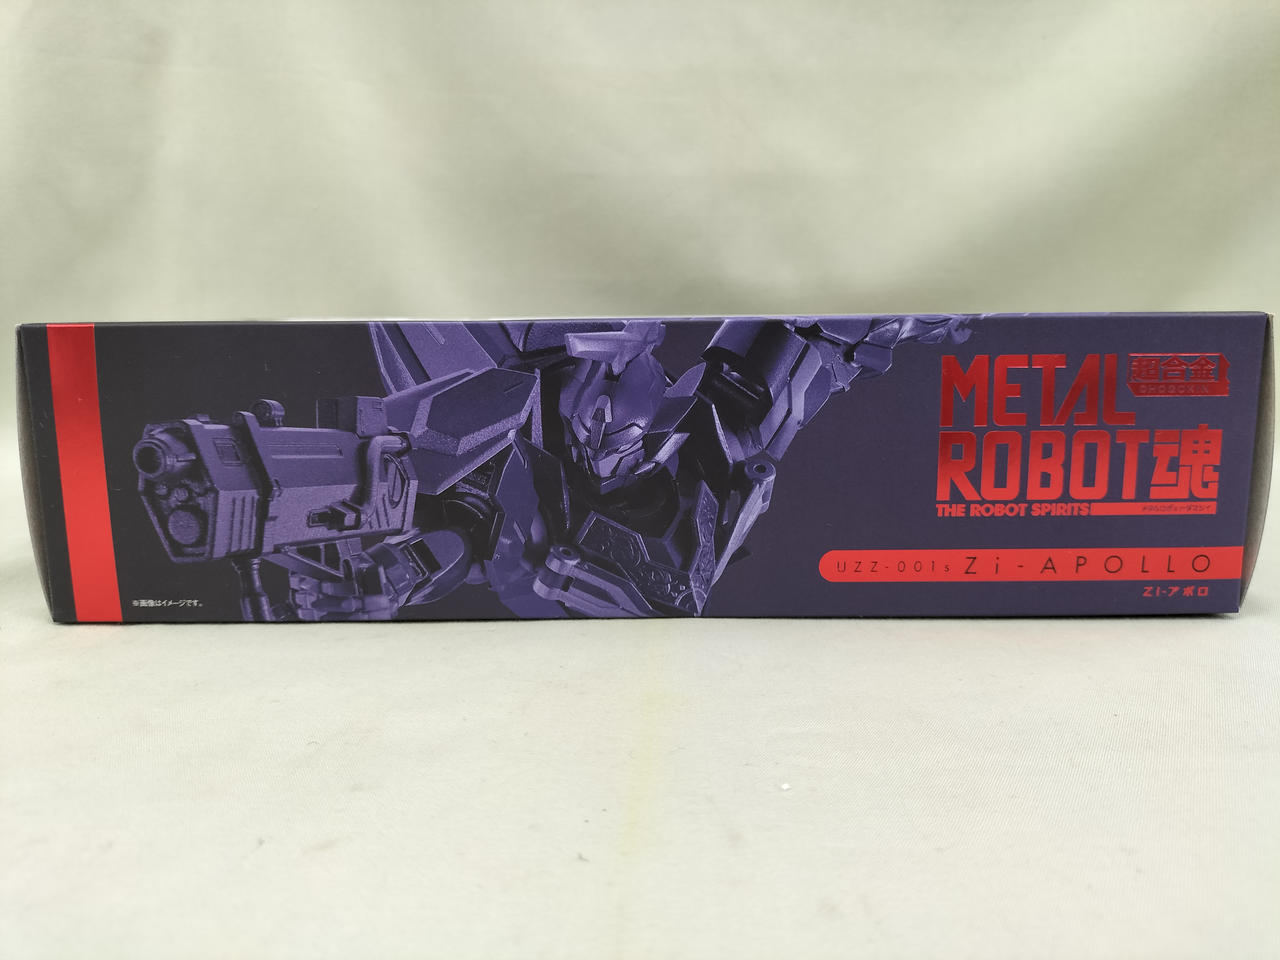 METAL 超合金
CHOGOKIN
ROBOT魂
THE ROBOT SPIRITS メタルロボットダマシイ
UZZ-001s Zi-APOLLO
Zi-アポロ
※画像はイメージです。